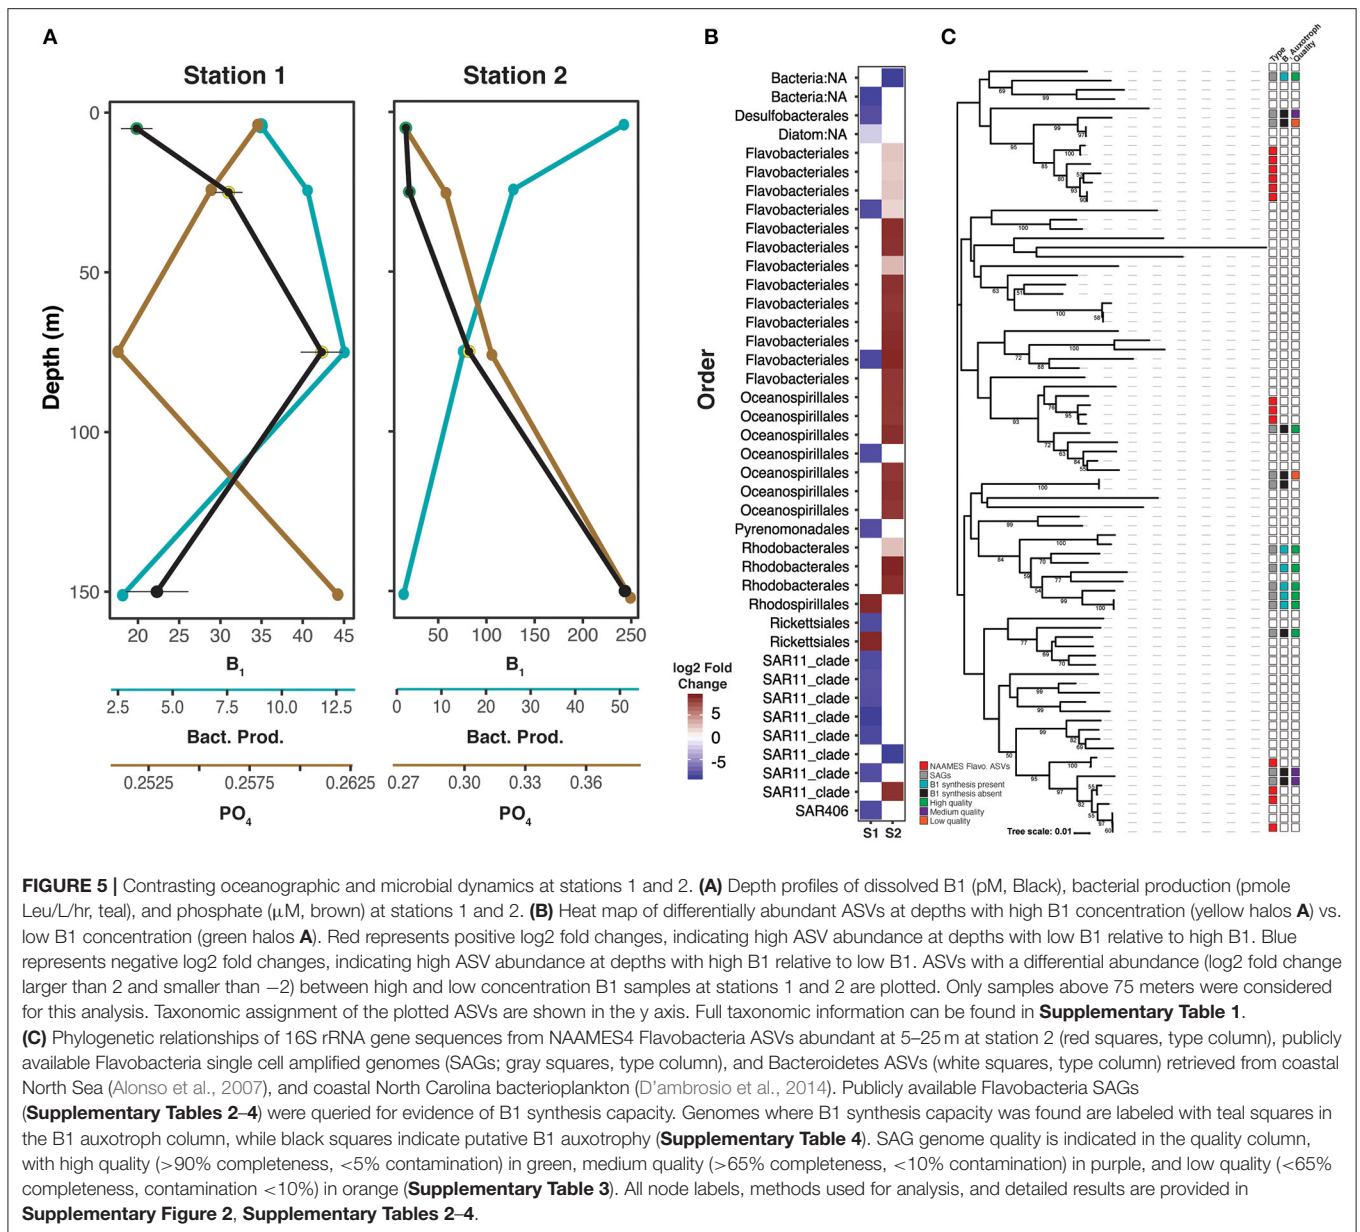 A
B
C
Station 1
Station 2
Type
B1 Auxotroph
Quality
Depth (m)
0
50
100
150
20 25 30 35 40 45
50 100 150 200 250
B1
B1
2.5 5.0 7.5 10.0 12.5
0 10 20 30 40 50
Bact. Prod.
Bact. Prod.
0.2525 0.2575 0.2625
0.27 0.30 0.33 0.36
PO4
PO4
Order
Bacteria:NA
Bacteria:NA
Desulfobacterales
Diatom:NA
Flavobacteriales
Flavobacteriales
Flavobacteriales
Flavobacteriales
Flavobacteriales
Flavobacteriales
Flavobacteriales
Flavobacteriales
Flavobacteriales
Flavobacteriales
Flavobacteriales
Flavobacteriales
Flavobacteriales
Oceanospirillales
Oceanospirillales
Oceanospirillales
Oceanospirillales
Oceanospirillales
Oceanospirillales
Oceanospirillales
Pyrenomonadales
Rhodobacterales
Rhodobacterales
Rhodobacterales
Rhodospirillales
Rickettsiales
Rickettsiales
SAR11_clade
SAR11_clade
SAR11_clade
SAR11_clade
SAR11_clade
SAR11_clade
SAR11_clade
SAR11_clade
SAR406
S1 S2
log2 Fold
Change
5
0
-5
NAAMES Flavo. ASVs
SAGs
B1 synthesis present
B1 synthesis absent
High quality
Medium quality
Low quality
Tree scale: 0.01
FIGURE 5 | Contrasting oceanographic and microbial dynamics at stations 1 and 2. (A) Depth profiles of dissolved B1 (pM, Black), bacterial production (pmole
Leu/L/hr, teal), and phosphate (μM, brown) at stations 1 and 2. (B) Heat map of differentially abundant ASVs at depths with high B1 concentration (yellow halos A) vs.
low B1 concentration (green halos A). Red represents positive log2 fold changes, indicating high ASV abundance at depths with low B1 relative to high B1. Blue
represents negative log2 fold changes, indicating high ASV abundance at depths with high B1 relative to low B1. ASVs with a differential abundance (log2 fold change
larger than 2 and smaller than −2) between high and low concentration B1 samples at stations 1 and 2 are plotted. Only samples above 75 meters were considered
for this analysis. Taxonomic assignment of the plotted ASVs are shown in the y axis. Full taxonomic information can be found in Supplementary Table 1.
(C) Phylogenetic relationships of 16S rRNA gene sequences from NAAMES4 Flavobacteria ASVs abundant at 5–25 m at station 2 (red squares, type column), publicly
available Flavobacteria single cell amplified genomes (SAGs; gray squares, type column), and Bacteroidetes ASVs (white squares, type column) retrieved from coastal
North Sea (Alonso et al., 2007), and coastal North Carolina bacterioplankton (D'ambrosio et al., 2014). Publicly available Flavobacteria SAGs
(Supplementary Tables 2–4) were queried for evidence of B1 synthesis capacity. Genomes where B1 synthesis capacity was found are labeled with teal squares in
the B1 auxotroph column, while black squares indicate putative B1 auxotrophy (Supplementary Table 4). SAG genome quality is indicated in the quality column,
with high quality (>90% completeness, <5% contamination) in green, medium quality (>65% completeness, <10% contamination) in purple, and low quality (<65%
completeness, contamination <10%) in orange (Supplementary Table 3). All node labels, methods used for analysis, and detailed results are provided in
Supplementary Figure 2, Supplementary Tables 2–4.